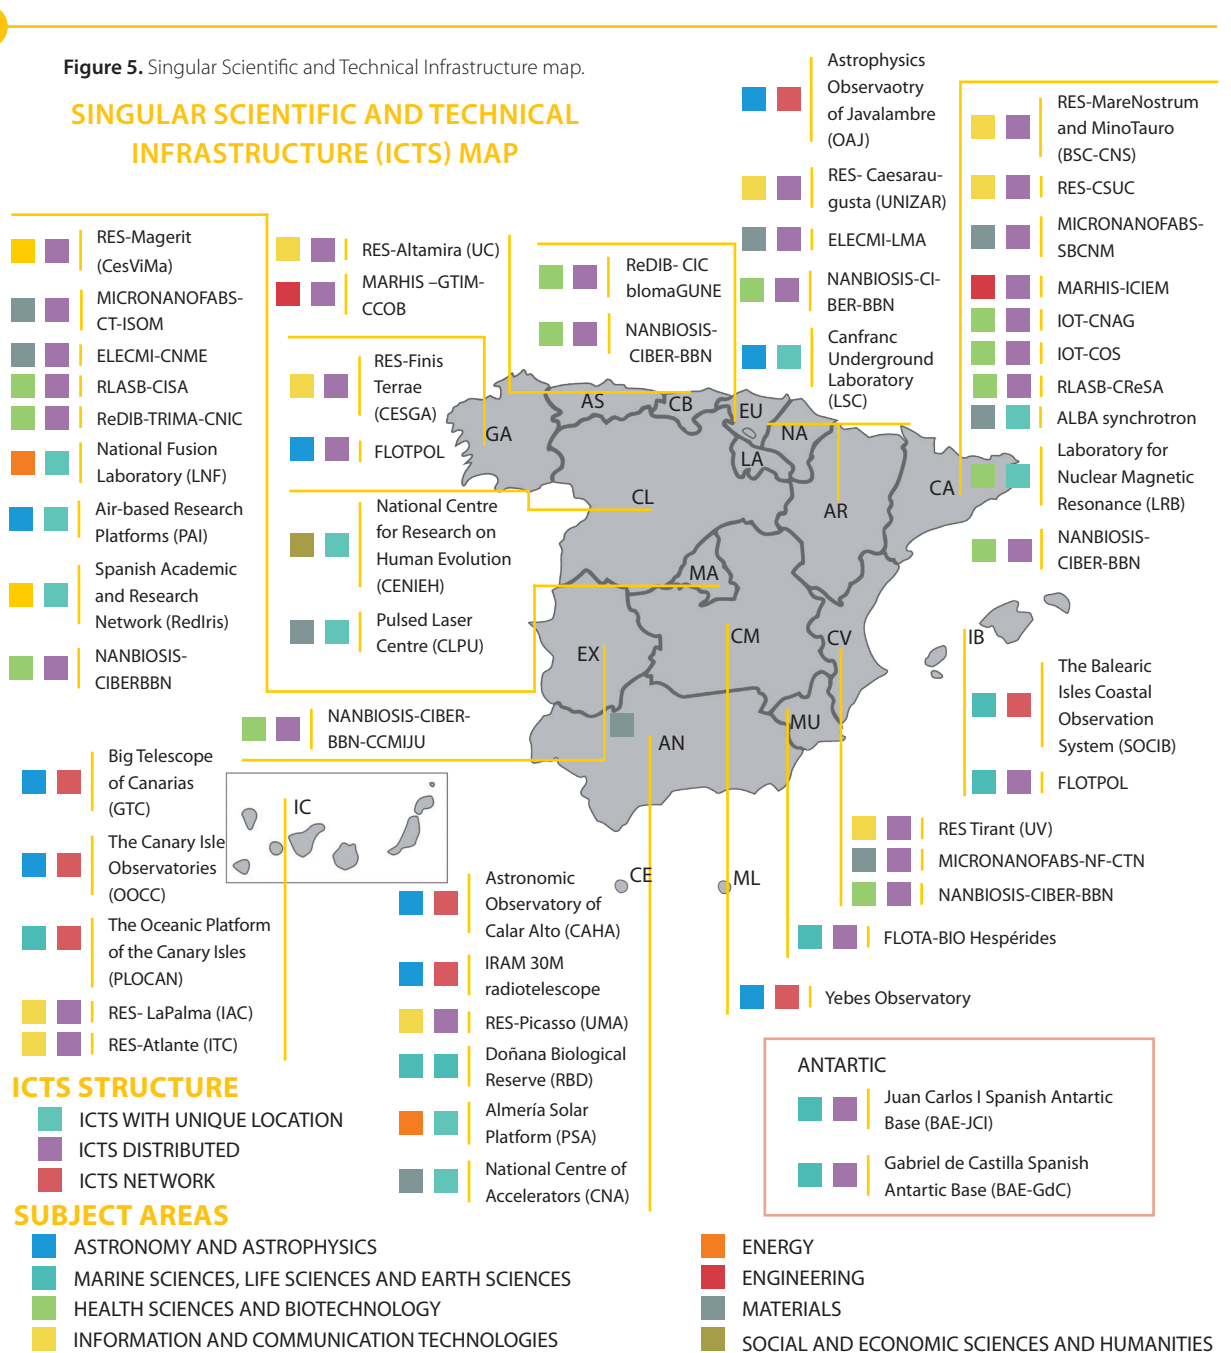 Figure 5. Singular Scientific and Technical Infrastructure map.
SINGULAR SCIENTIFIC AND TECHNICAL
INFRASTRUCTURE (ICTS) MAP
RES-Magerit
(CesViMa)
MICRONANOFABS-
CT-ISOM
ELECMI-CNME
RLASB-CISA
ReDIB-TRIMA-CNIC
National Fusion
Laboratory (LNF)
Air-based Research
Platforms (PAI)
Spanish Academic
and Research
Network (RedIris)
NANBIOSIS-
CIBERBBN
RES-Altamira (UC)
MARHIS –GTIM-
CCOB
RES-Finis
Terrae
(CESGA)
FLOTPOL
National Centre
for Research on
Human Evolution
(CENIEH)
Pulsed Laser
Centre (CLPU)
NANBIOSIS-CIBER-
BBN-CCMIJU
ReDIB- CIC
blomaGUNE
NANBIOSIS-
CIBER-BBN
Astrophysics
Observaotry
of Javalambre
(OAJ)
RES- Caesarau-
gusta (UNIZAR)
ELECMI-LMA
NANBIOSIS-CI-
BER-BBN
Canfranc
Underground
Laboratory
(LSC)
RES-MareNostrum
and MinoTauro
(BSC-CNS)
RES-CSUC
MICRONANOFABS-
SBCNM
MARHIS-ICIEM
IOT-CNAG
IOT-COS
RLASB-CReSA
ALBA synchrotron
Laboratory for
Nuclear Magnetic
Resonance (LRB)
NANBIOSIS-
CIBER-BBN
AS
CB
EU
NA
GA
LA
CL
AR
CA
MA
CM
CV
IB
EX
MU
AN
IC
CE
ML
The Balearic
Isles Coastal
Observation
System (SOCIB)
FLOTPOL
Big Telescope
of Canarias
(GTC)
The Canary Isle
Observatories
(OOCC)
The Oceanic Platform
of the Canary Isles
(PLOCAN)
RES- LaPalma (IAC)
RES-Atlante (ITC)
Astronomic
Observatory of
Calar Alto (CAHA)
IRAM 30M
radiotelescope
RES-Picasso (UMA)
Doñana Biological
Reserve (RBD)
Almería Solar
Platform (PSA)
National Centre of
Accelerators (CNA)
RES Tirant (UV)
MICRONANOFABS-NF-CTN
NANBIOSIS-CIBER-BBN
FLOTA-BIO Hespérides
Yebes Observatory
ANTARTIC
Juan Carlos I Spanish Antarctic
Base (BAE-JCI)
Gabriel de Castilla Spanish
Antarctic Base (BAE-GdC)
ICTS STRUCTURE
ICTS WITH UNIQUE LOCATION
ICTS DISTRIBUTED
ICTS NETWORK
SUBJECT AREAS
ASTRONOMY AND ASTROPHYSICS
MARINE SCIENCES, LIFE SCIENCES AND EARTH SCIENCES
HEALTH SCIENCES AND BIOTECHNOLOGY
INFORMATION AND COMMUNICATION TECHNOLOGIES
ENERGY
ENGINEERING
MATERIALS
SOCIAL AND ECONOMIC SCIENCES AND HUMANITIES